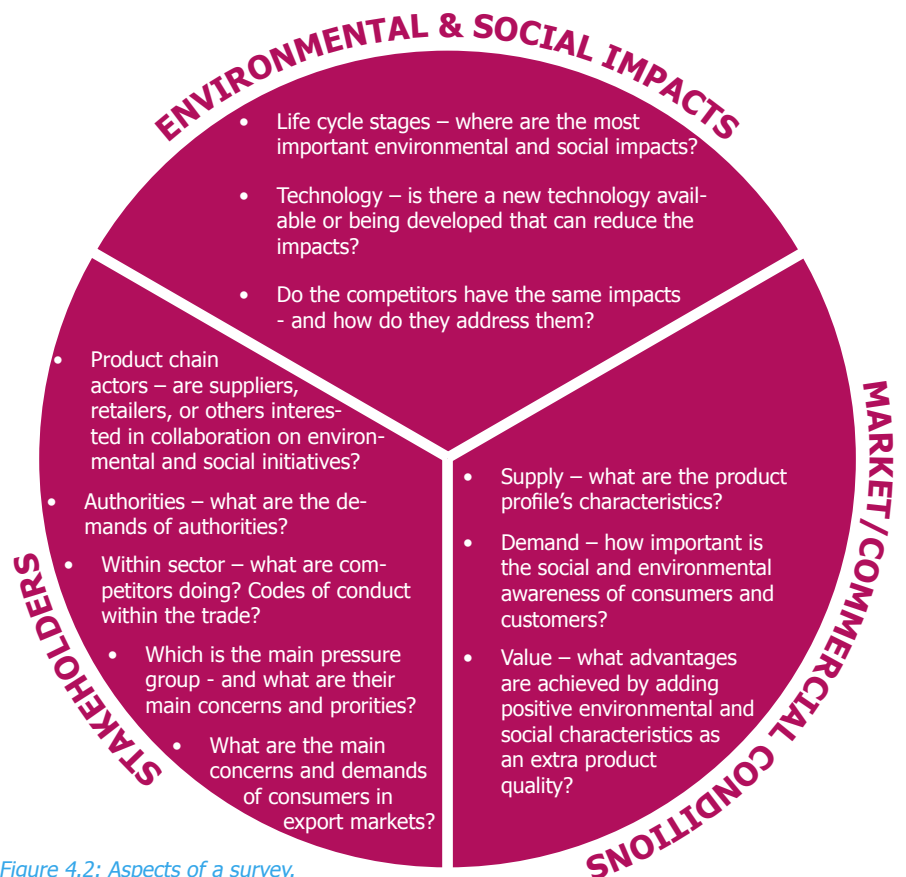 ENVIRONMENTAL & SOCIAL IMPACTS
• Life cycle stages – where are the most
important environmental and social impacts?
• Technology – is there a new technology avail-
able or being developed that can reduce the
impacts?
• Do the competitors have the same impacts
- and how do they address them?
STAKEHOLDERS
• Product chain
actors – are suppliers,
retailers, or others interes-
ted in collaboration on environ-
mental and social initiatives?
• Authorities – what are the de-
mands of authorities?
• Within sector – what are com-
petitors doing? Codes of conduct
within the trade?
• Which is the main pressure
group - and what are their
main concerns and prorities?
• What are the main
concerns and demands
of consumers in
export markets?
MARKET/COMMERCIAL CONDITIONS
• Supply – what are the product
profile's characteristics?
• Demand – how important is
the social and environmental
awareness of consumers and
customers?
• Value – what advantages
are achieved by adding
positive environmental and
social characteristics as
an extra product
quality?
Figure 4.2: Aspects of a survey.